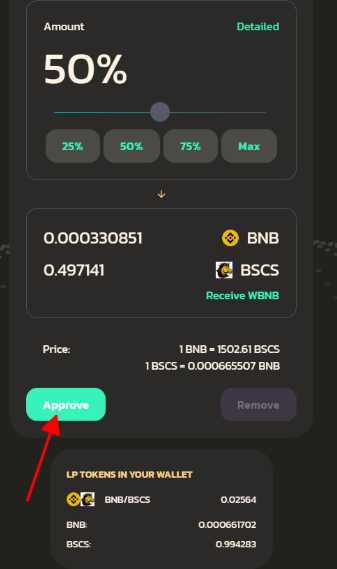 Amount Detailed
50%
25% 50% 75% Max
0.000330851 BNB
0.497141 BSCS
Receive WBNB
Price: 1 BNB = 1502.61 BSCS
1 BSCS = 0.000665507 BNB
Approve Remove
LP TOKENS IN YOUR WALLET
BNB/BSCS 0.02564
BNB: 0.000661702
BSCS: 0.994283